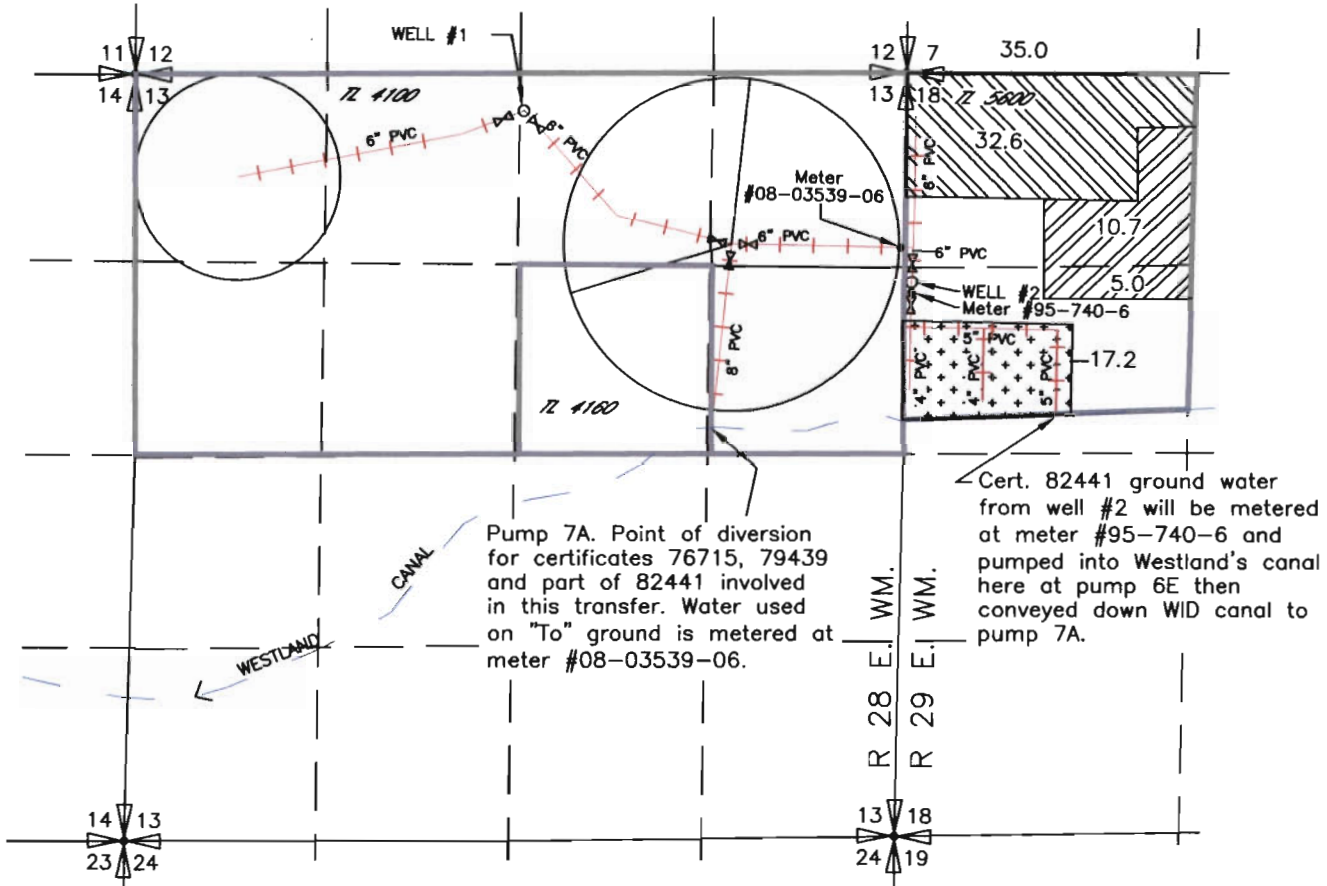 WELL #1
11 12
14 13
12 7
13 18
35.0
TL 4100
TL 5600
6" PVC
8" PVC
32.6
6" PVC
Meter
#08-03539-06
10.7
6" PVC
6" PVC
5.0
WELL #2
Meter #95-740-6
8" PVC
5" PVC
4" PVC
4" PVC
5" PVC
17.2
TL 4160
Pump 7A. Point of diversion
for certificates 76715, 79439
and part of 82441 involved
in this transfer. Water used
on "To" ground is metered at
meter #08-03539-06.
Cert. 82441 ground water
from well #2 will be metered
at meter #95-740-6 and
pumped into Westland's canal
here at pump 6E then
conveyed down WID canal to
pump 7A.
CANAL
WESTLAND
R 28 E. WM.
R 29 E. WM.
14 13
23 24
13 18
24 19